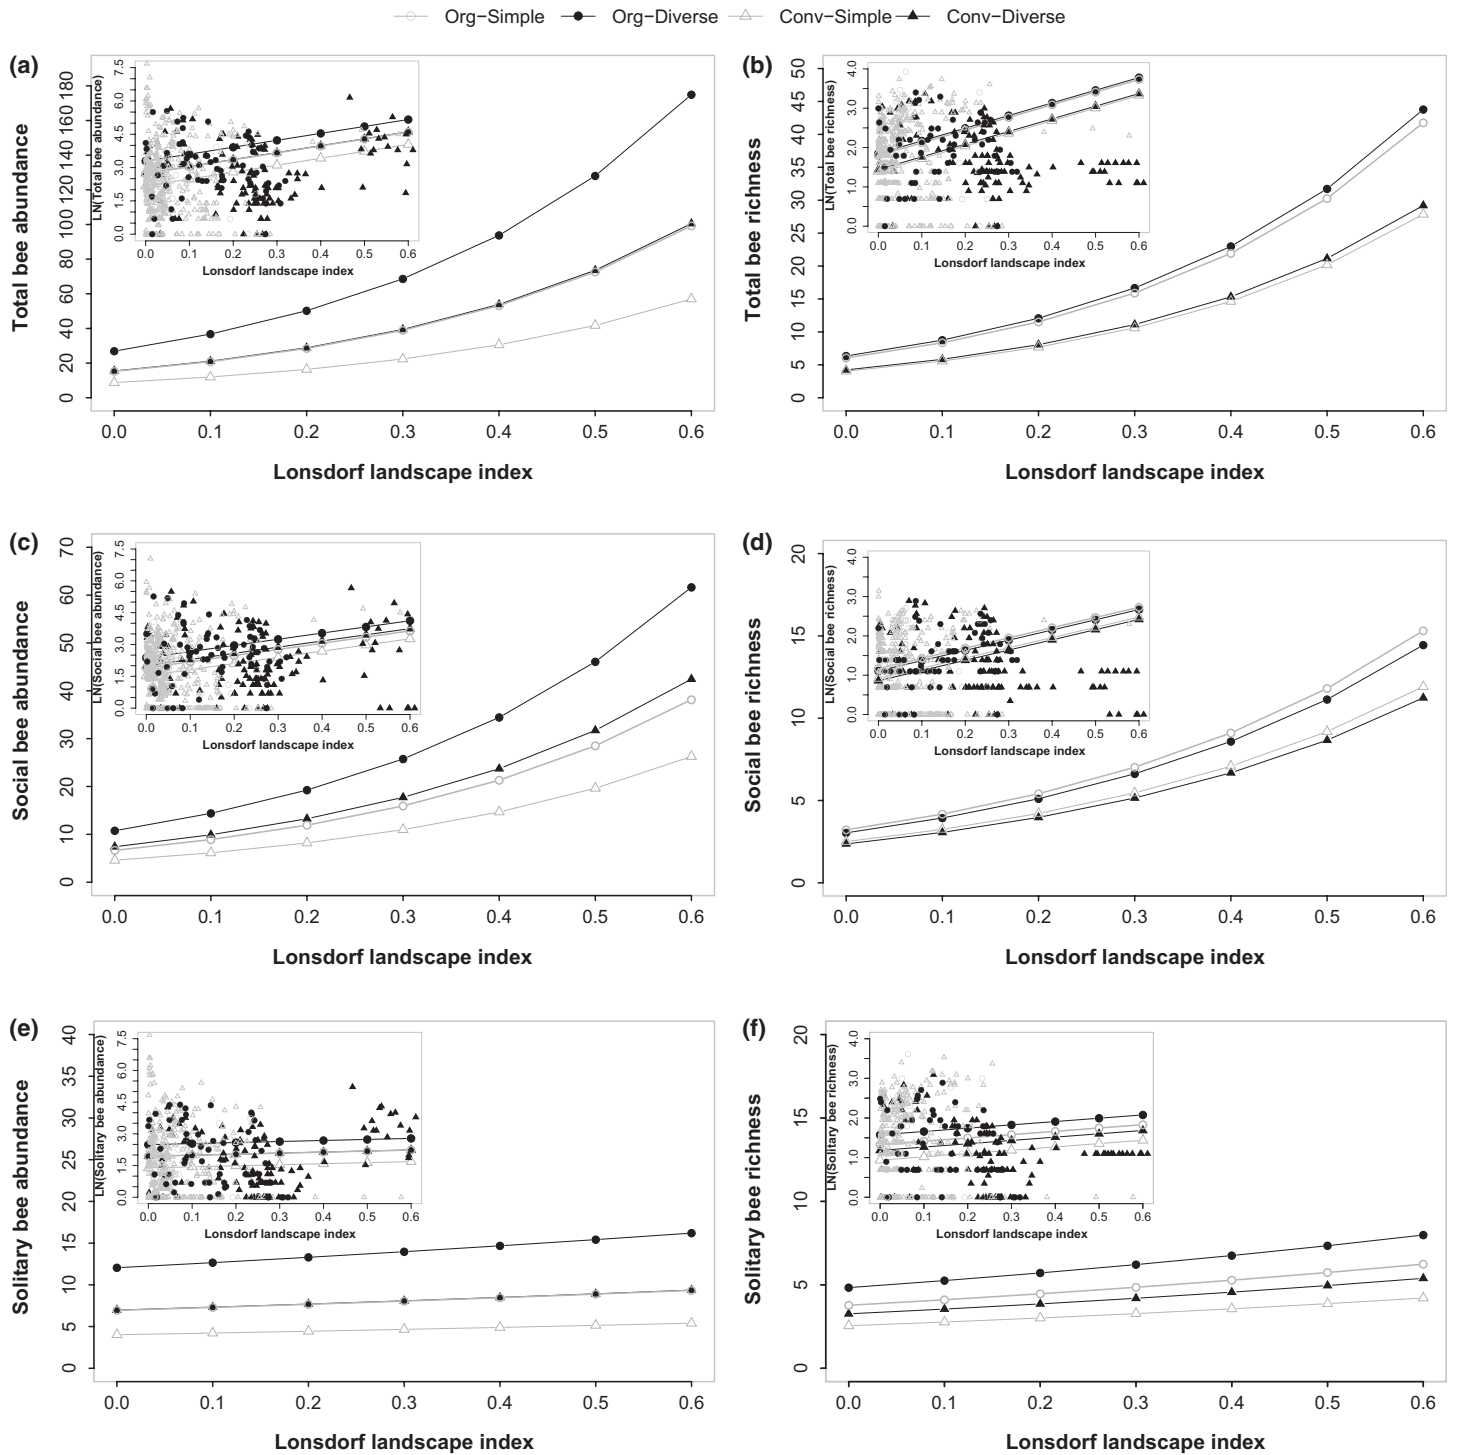 Org−Simple Org−Diverse Conv−Simple Conv−Diverse
(a)
Total bee abundance
0 20 40 60 80 100 120 140 160 180
0.0 0.1 0.2 0.3 0.4 0.5 0.6
Lonsdorf landscape index
LN(Total bee abundance)
0.0 1.5 3.0 4.5 6.0 7.5
0.0 0.1 0.2 0.3 0.4 0.5 0.6
Lonsdorf landscape index
(b)
Total bee richness
0 5 10 15 20 25 30 35 40 45 50
0.0 0.1 0.2 0.3 0.4 0.5 0.6
Lonsdorf landscape index
LN(Total bee richness)
0.0 1.0 2.0 3.0 4.0
0.0 0.1 0.2 0.3 0.4 0.5 0.6
Lonsdorf landscape index
(c)
Social bee abundance
0 10 20 30 40 50 60 70
0.0 0.1 0.2 0.3 0.4 0.5 0.6
Lonsdorf landscape index
LN(Social bee abundance)
0.0 1.5 3.0 4.5 6.0 7.5
0.0 0.1 0.2 0.3 0.4 0.5 0.6
Lonsdorf landscape index
(d)
Social bee richness
0 5 10 15 20
0.0 0.1 0.2 0.3 0.4 0.5 0.6
Lonsdorf landscape index
LN(Social bee richness)
0.0 1.0 2.0 3.0 4.0
0.0 0.1 0.2 0.3 0.4 0.5 0.6
Lonsdorf landscape index
(e)
Solitary bee abundance
0 5 10 15 20 25 30 35 40
0.0 0.1 0.2 0.3 0.4 0.5 0.6
Lonsdorf landscape index
LN(Solitary bee abundance)
0.0 1.5 3.0 4.5 6.0 7.5
0.0 0.1 0.2 0.3 0.4 0.5 0.6
Lonsdorf landscape index
(f)
Solitary bee richness
0 5 10 15 20
0.0 0.1 0.2 0.3 0.4 0.5 0.6
Lonsdorf landscape index
LN(Solitary bee richness)
0.0 1.0 2.0 3.0 4.0
0.0 0.1 0.2 0.3 0.4 0.5 0.6
Lonsdorf landscape index